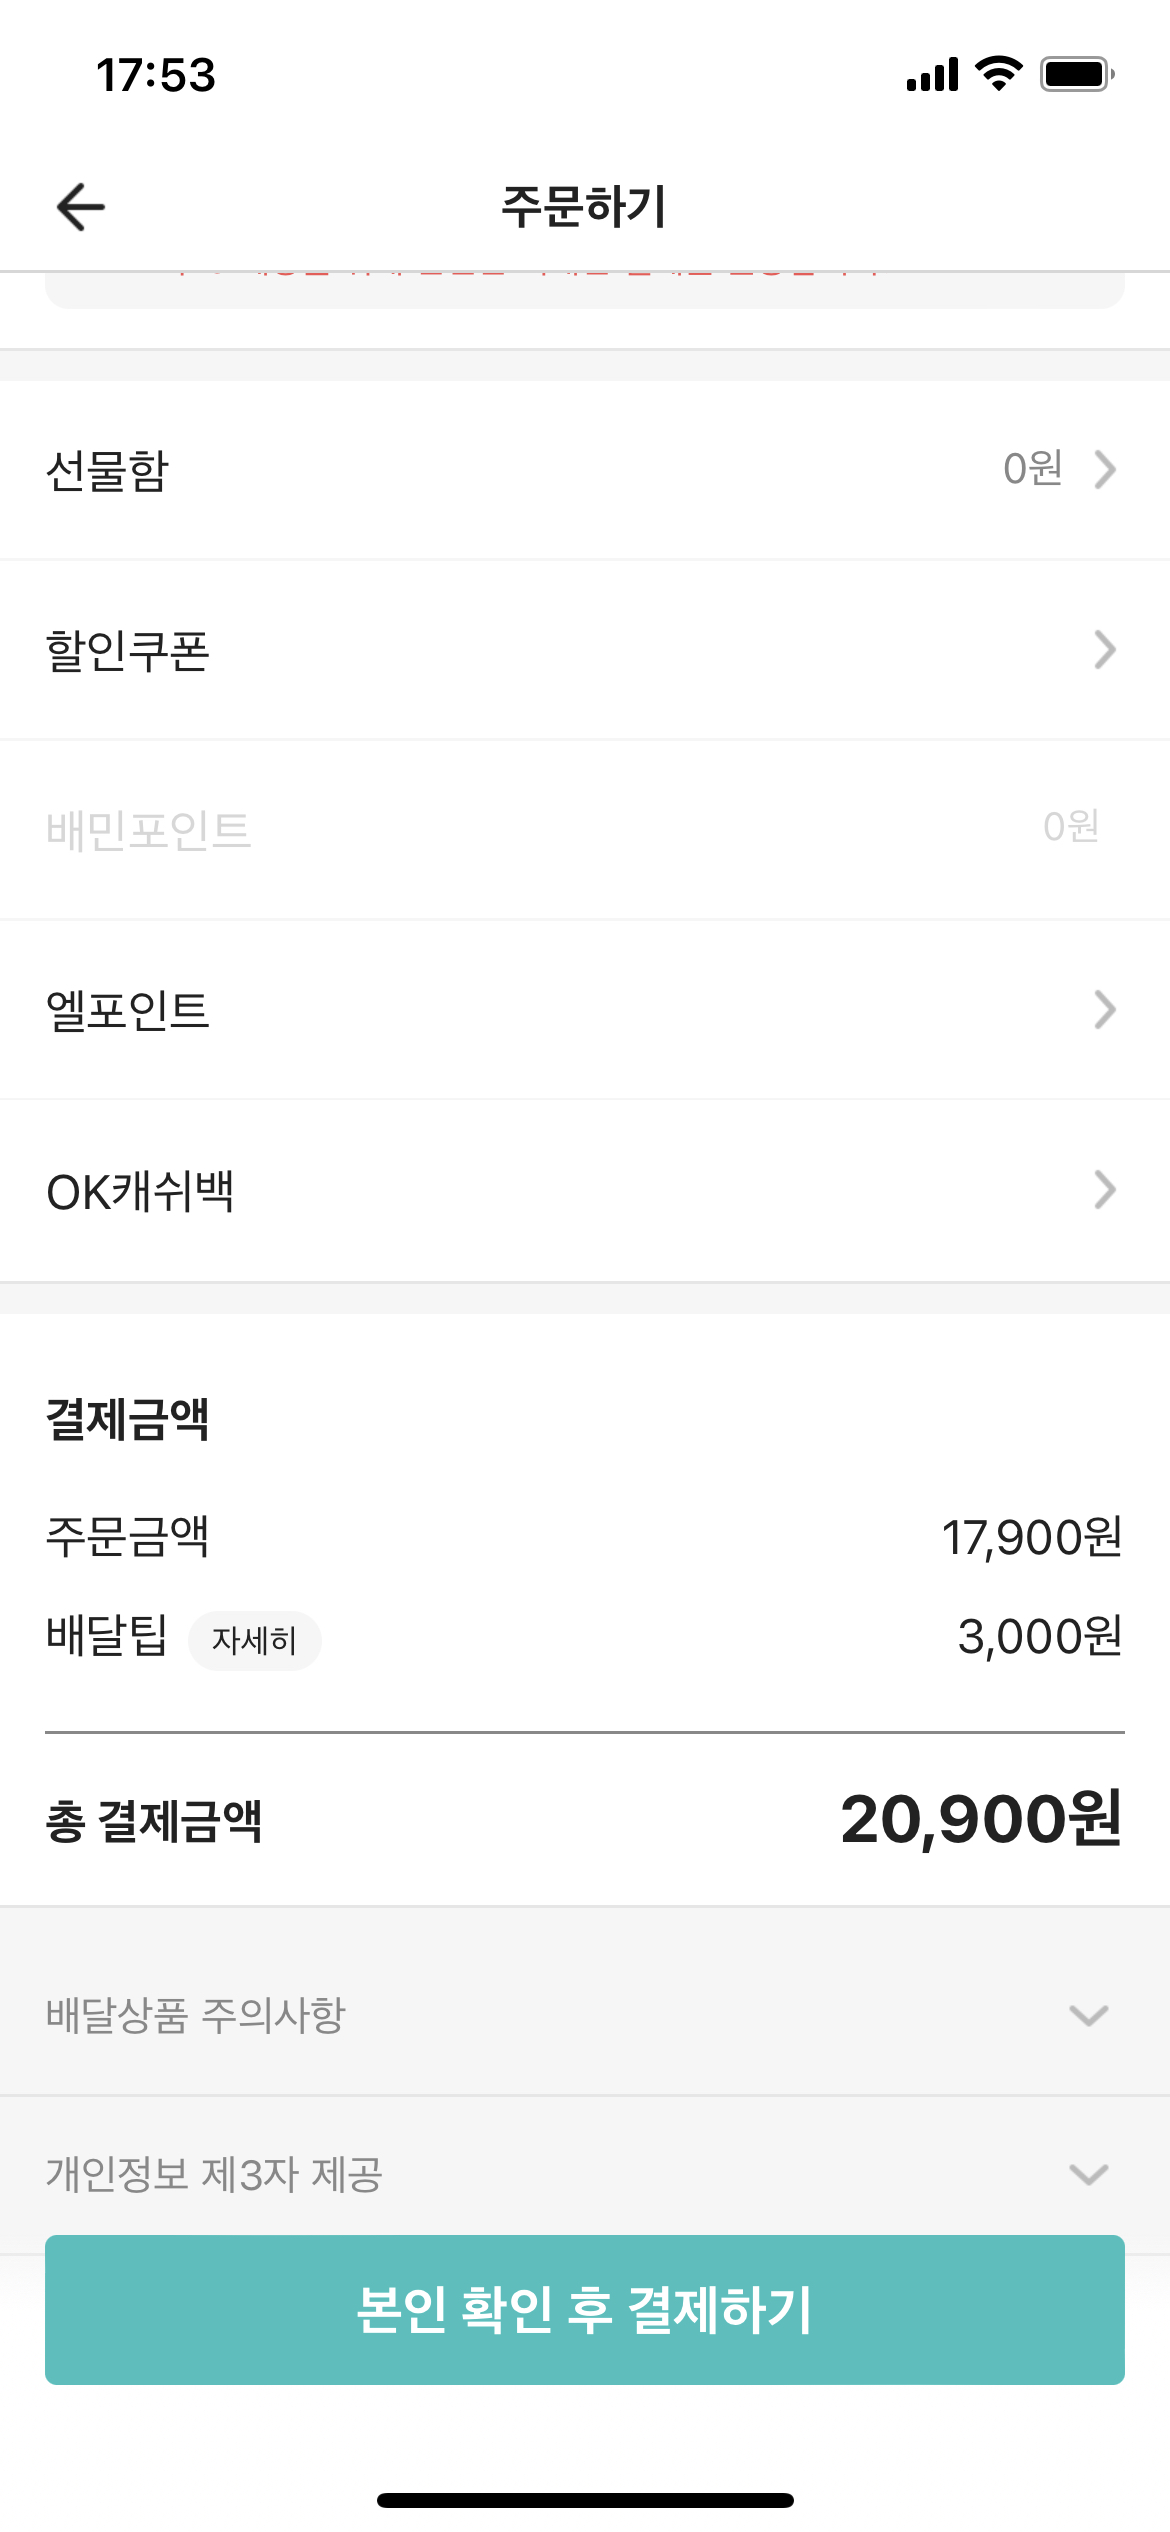 17:53
주문하기
선물함 0원
할인쿠폰
배민포인트 0원
엘포인트
OK캐쉬백
결제금액
주문금액 17,900원
배달팁 자세히 3,000원
총 결제금액 20,900원
배달상품 주의사항
개인정보 제3자 제공
본인 확인 후 결제하기